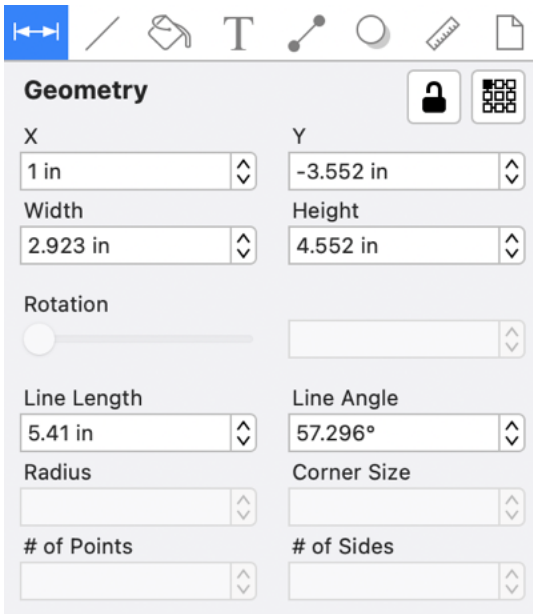 T
Geometry
X Y
1 in -3.552 in
Width Height
2.923 in 4.552 in
Rotation
Line Length Line Angle
5.41 in 57.296°
Radius Corner Size
# of Points # of Sides